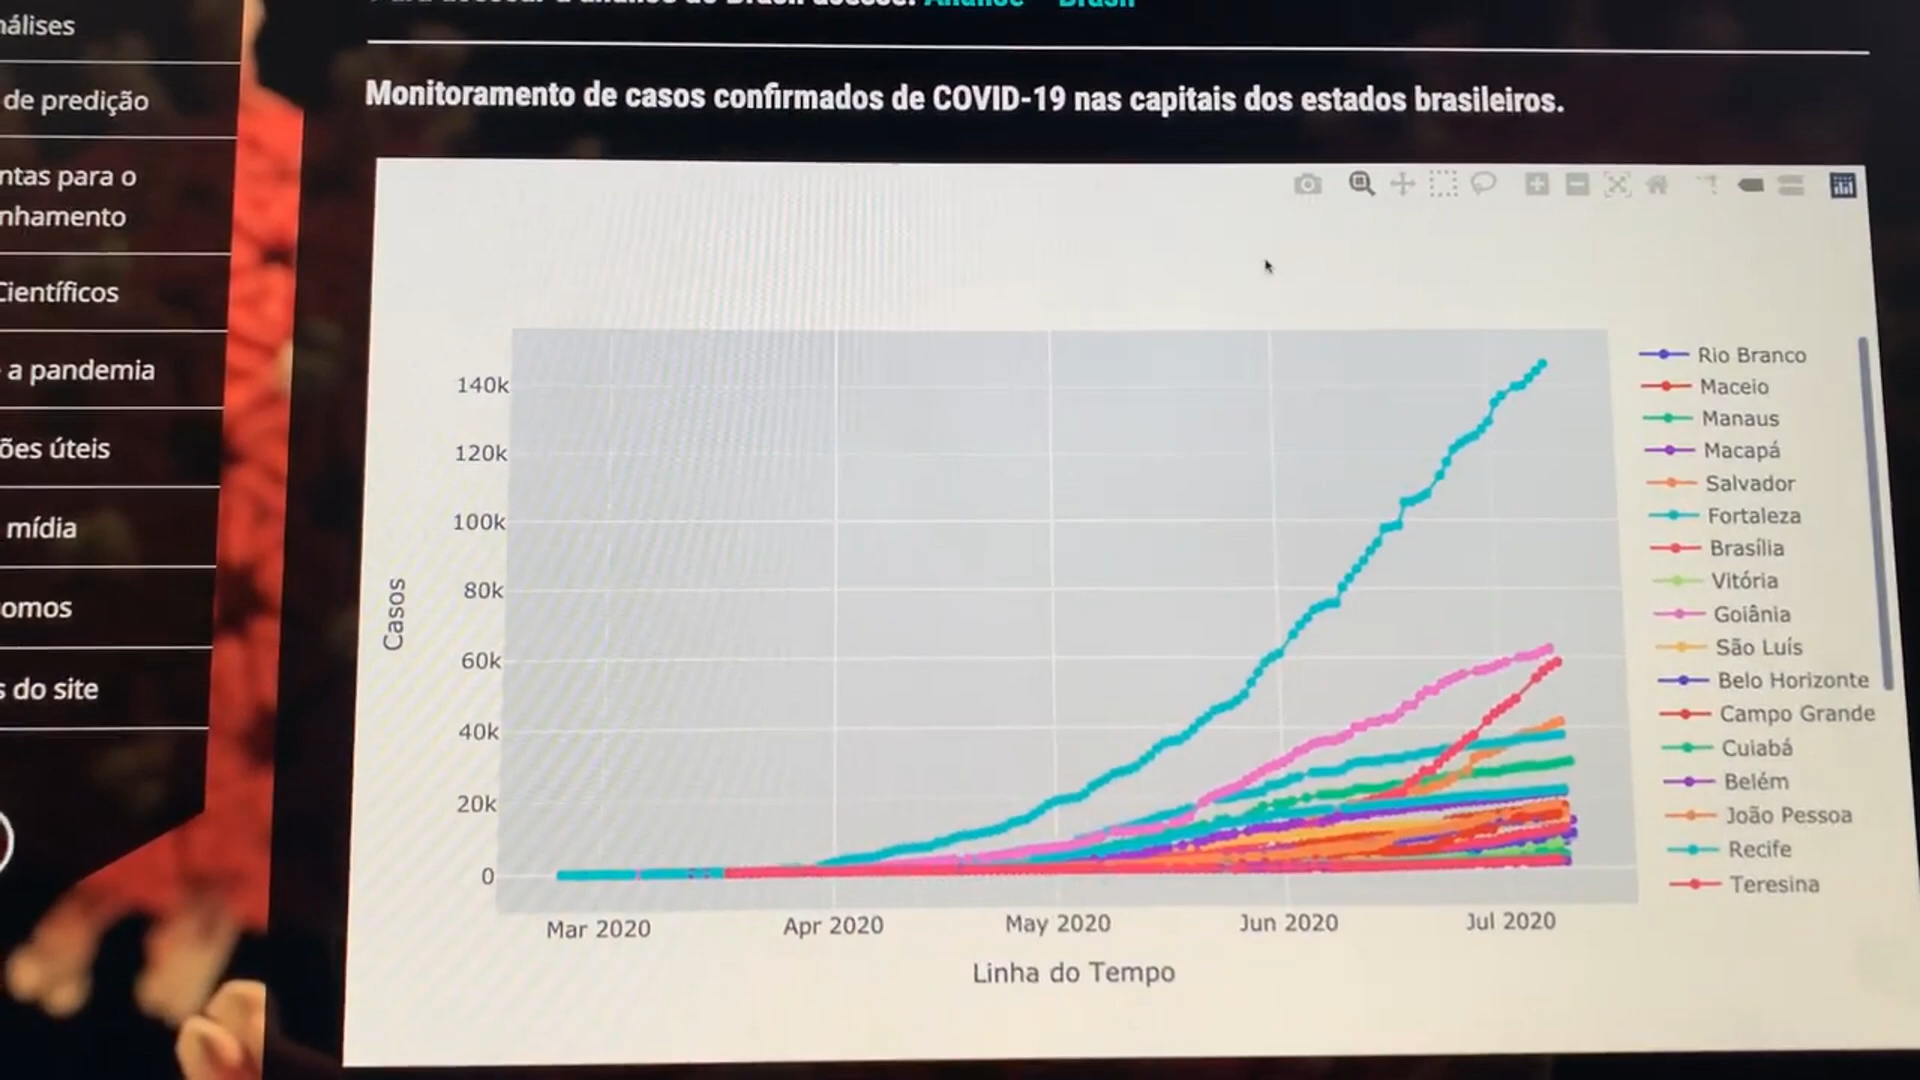 Análise - Brasil
nálises
de predição
ntas para o
nhamento
Científicos
a pandemia
ões úteis
mídia
omos
s do site
Monitoramento de casos confirmados de COVID-19 nas capitais dos estados brasileiros.
140k
120k
100k
80k
60k
40k
20k
0
Casos
Mar 2020
Apr 2020
May 2020
Jun 2020
Jul 2020
Linha do Tempo
Rio Branco
Maceio
Manaus
Macapá
Salvador
Fortaleza
Brasília
Vitória
Goiânia
São Luís
Belo Horizonte
Campo Grande
Cuiabá
Belém
João Pessoa
Recife
Teresina